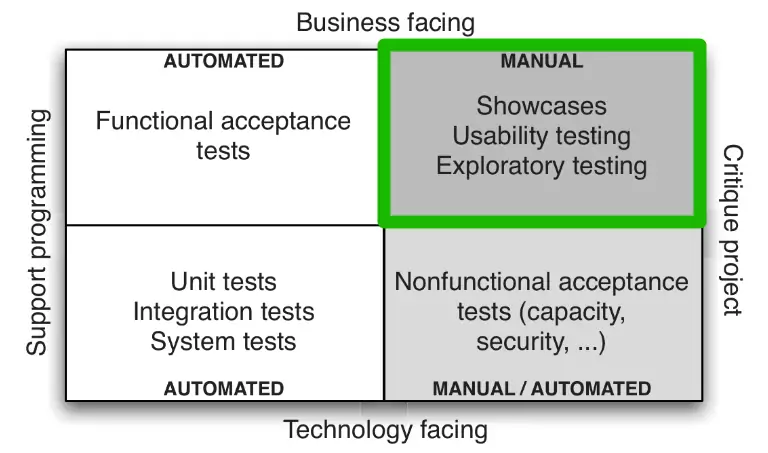 Business facing
AUTOMATED
MANUAL
Functional acceptance
tests
Showcases
Usability testing
Exploratory testing
Support programming
Critique project
Unit tests
Integration tests
System tests
Nonfunctional acceptance
tests (capacity,
security, ...)
AUTOMATED
MANUAL / AUTOMATED
Technology facing